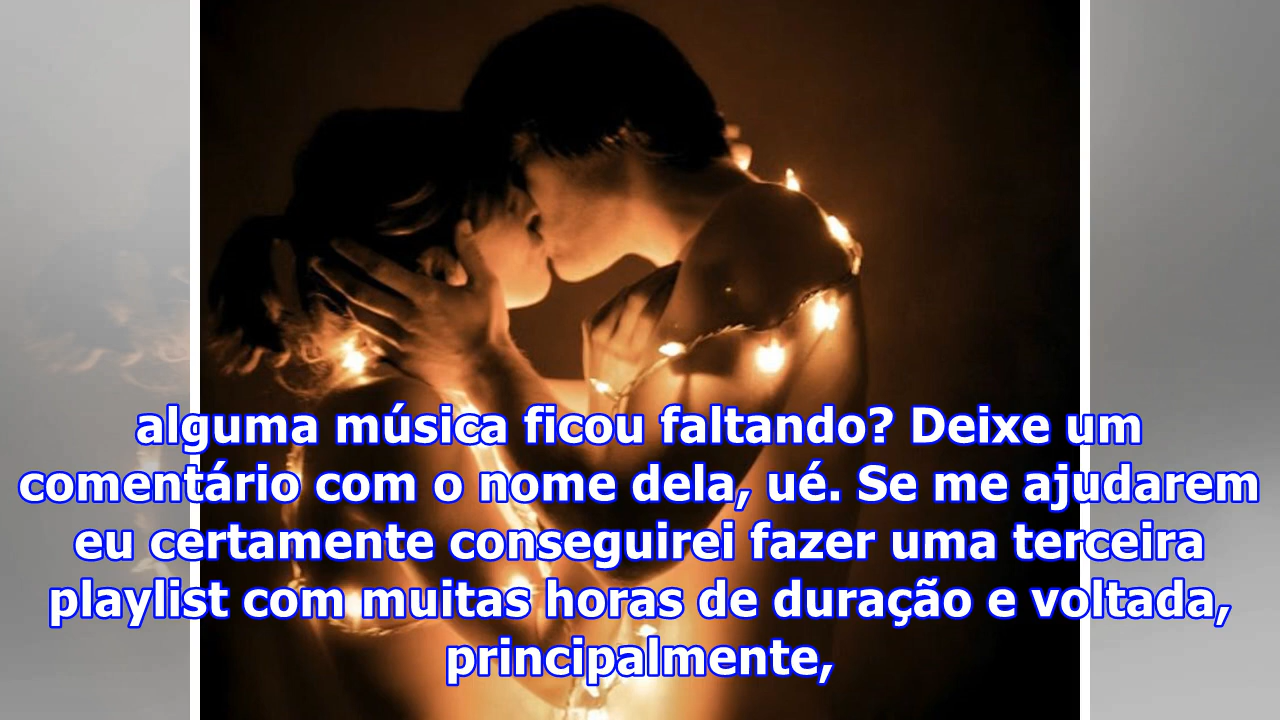 alguma música ficou faltando? Deixe um
comentário com o nome dela, ué. Se me ajudarem
eu certamente conseguirei fazer uma terceira
playlist com muitas horas de duração e voltada,
principalmente,